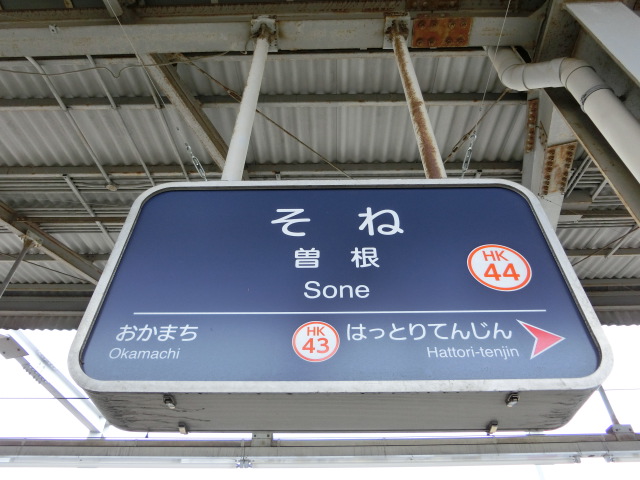 そね
曽根
HK
44
Sone
おかまち
Okamachi
HK
43
はっとりてんじん
Hattori-tenjin